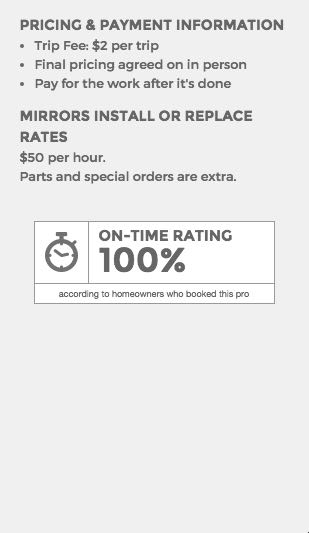 PRICING & PAYMENT INFORMATION
• Trip Fee: $2 per trip
• Final pricing agreed on in person
• Pay for the work after it's done
MIRRORS INSTALL OR REPLACE
RATES
$50 per hour.
Parts and special orders are extra.
ON-TIME RATING
100%
according to homeowners who booked this pro